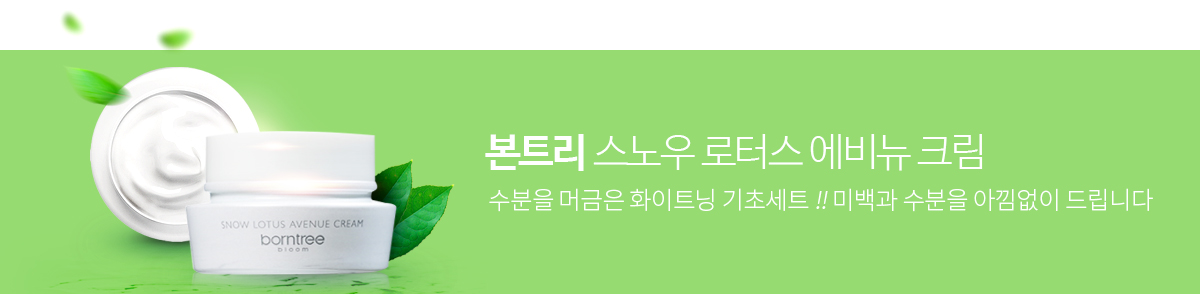 본트리 스노우 로터스 에비뉴 크림
수분을 머금은 화이트닝 기초세트 !! 미백과 수분을 아낌없이 드립니다
SNOW LOTUS AVENUE CREAM
borntree
bloom